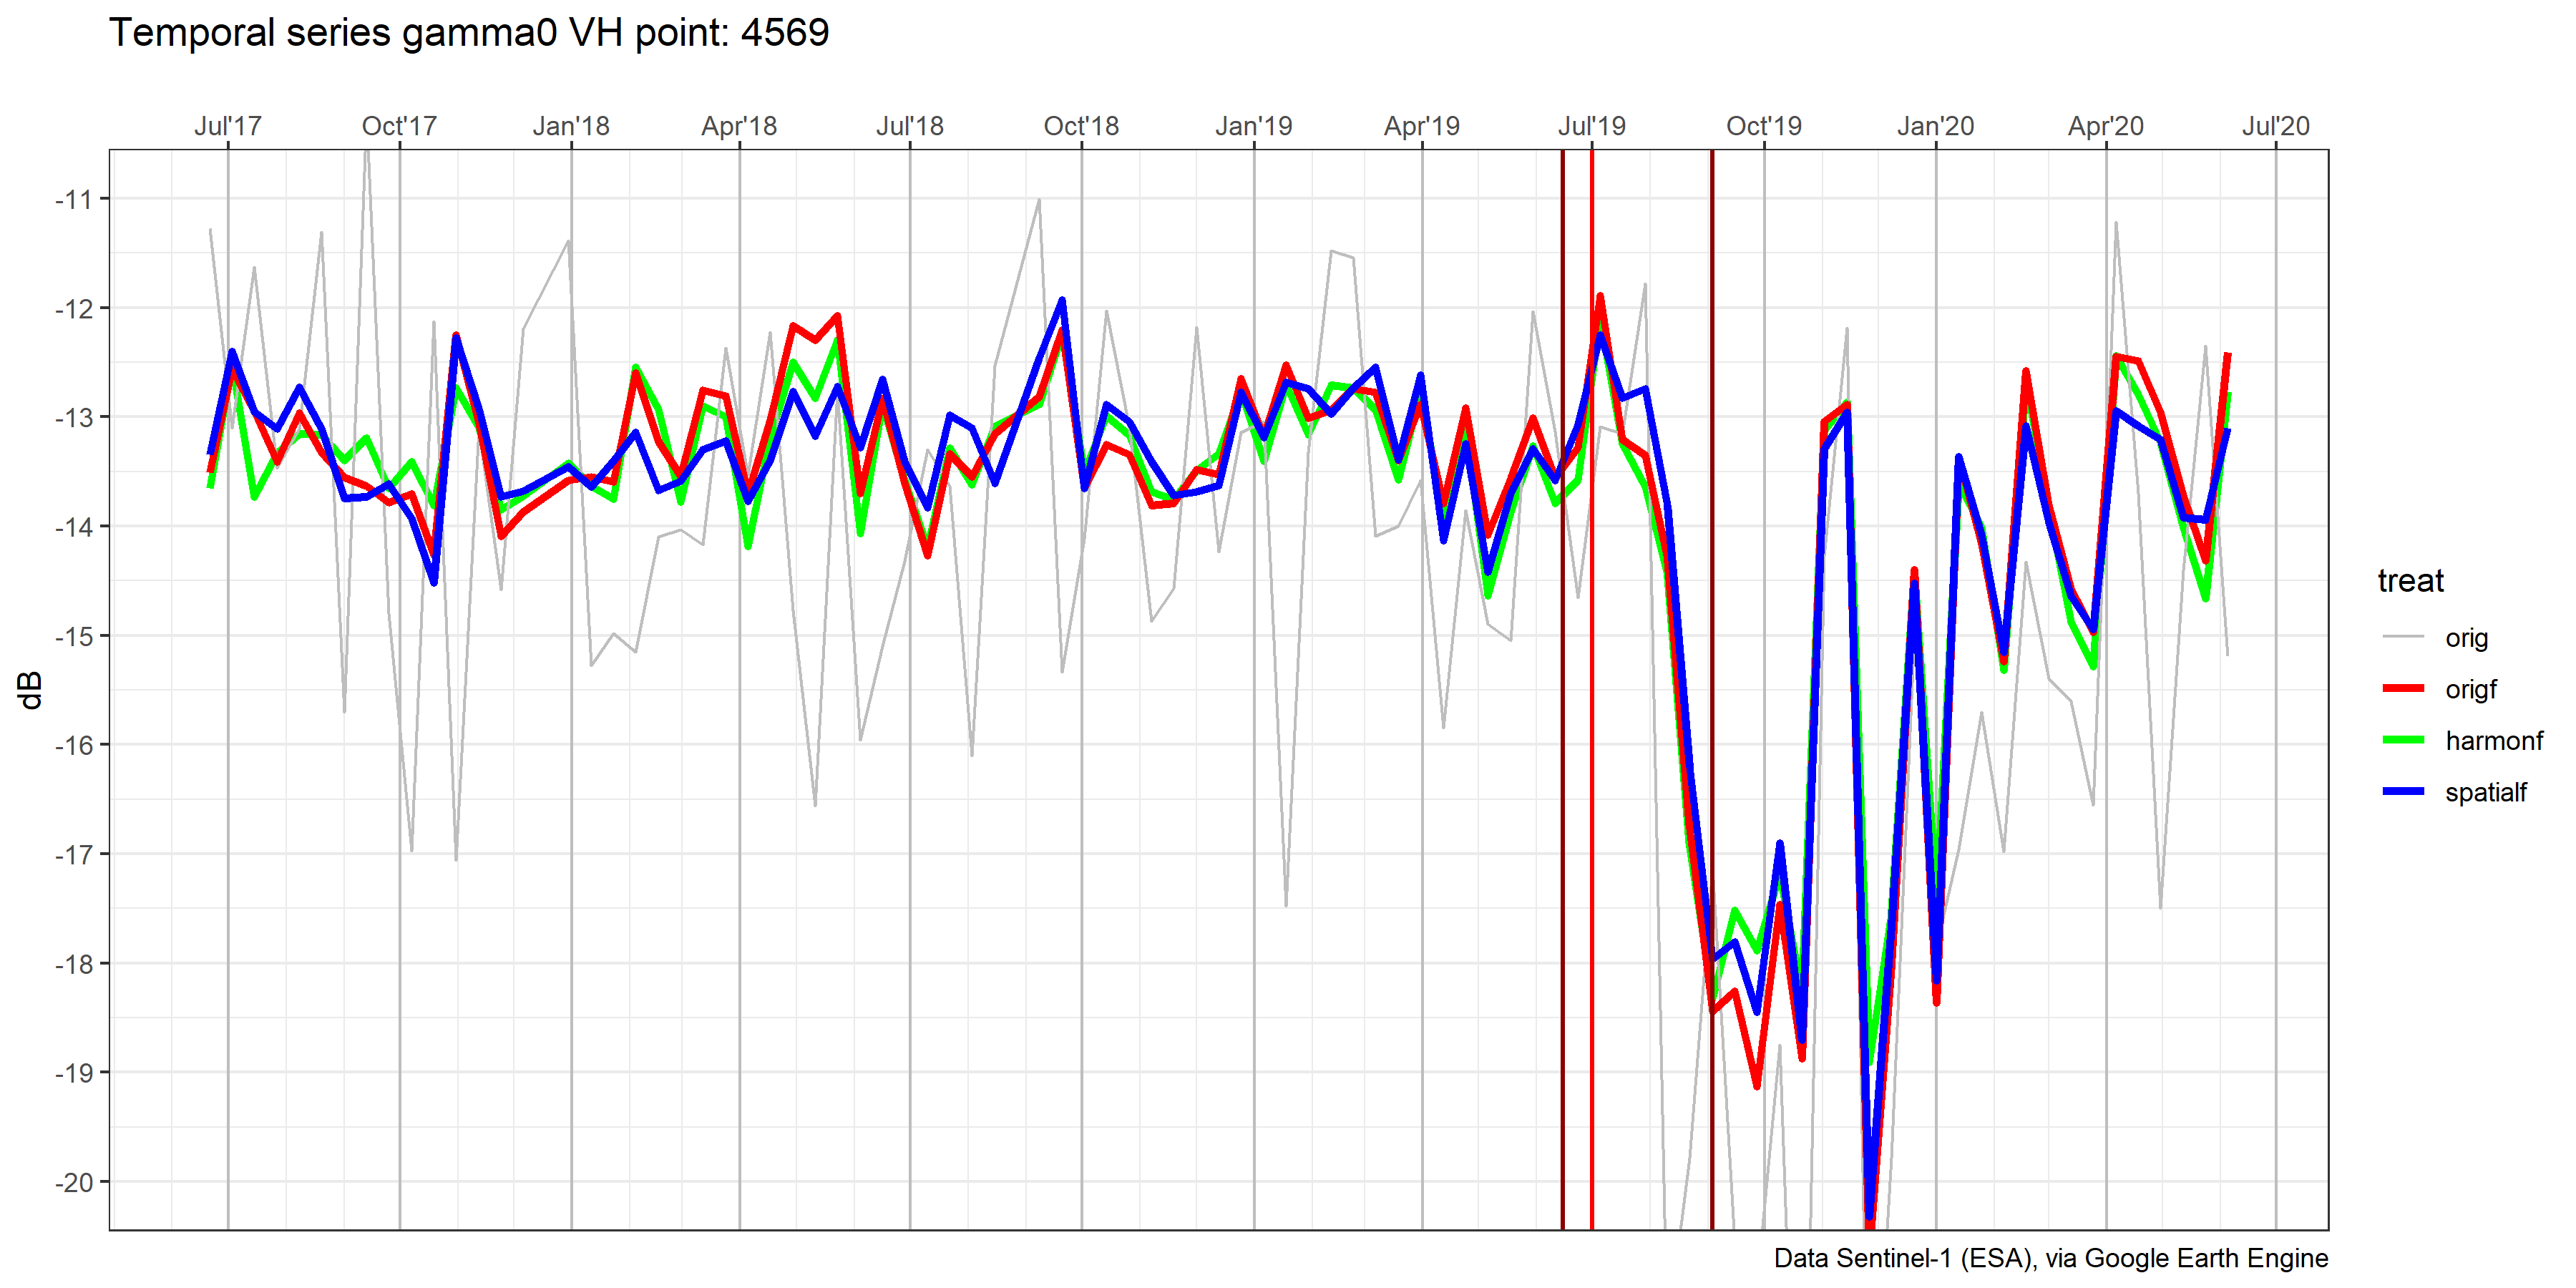 Temporal series gamma0 VH point: 4569
Jul'17 Oct'17 Jan'18 Apr'18 Jul'18 Oct'18 Jan'19 Apr'19 Jul'19 Oct'19 Jan'20 Apr'20 Jul'20
-11
-12
-13
-14
-15
-16
-17
-18
-19
-20
dB
treat
orig
origf
harmonf
spatialf
Data Sentinel-1 (ESA), via Google Earth Engine